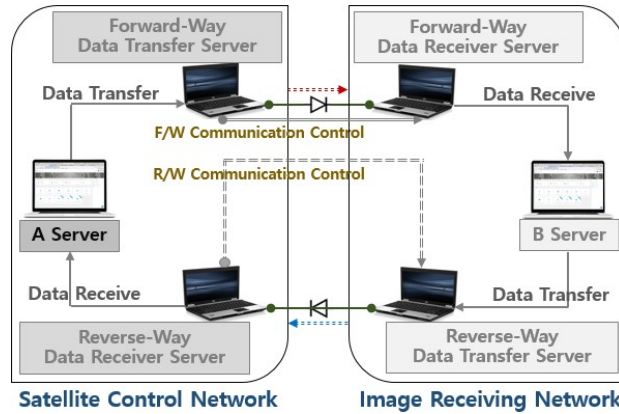 Forward-Way
Data Transfer Server
Forward-Way
Data Receiver Server
Data Transfer
Data Receive
F/W Communication Control
R/W Communication Control
A Server
B Server
Data Receive
Data Transfer
Reverse-Way
Data Receiver Server
Reverse-Way
Data Transfer Server
Satellite Control Network
Image Receiving Network